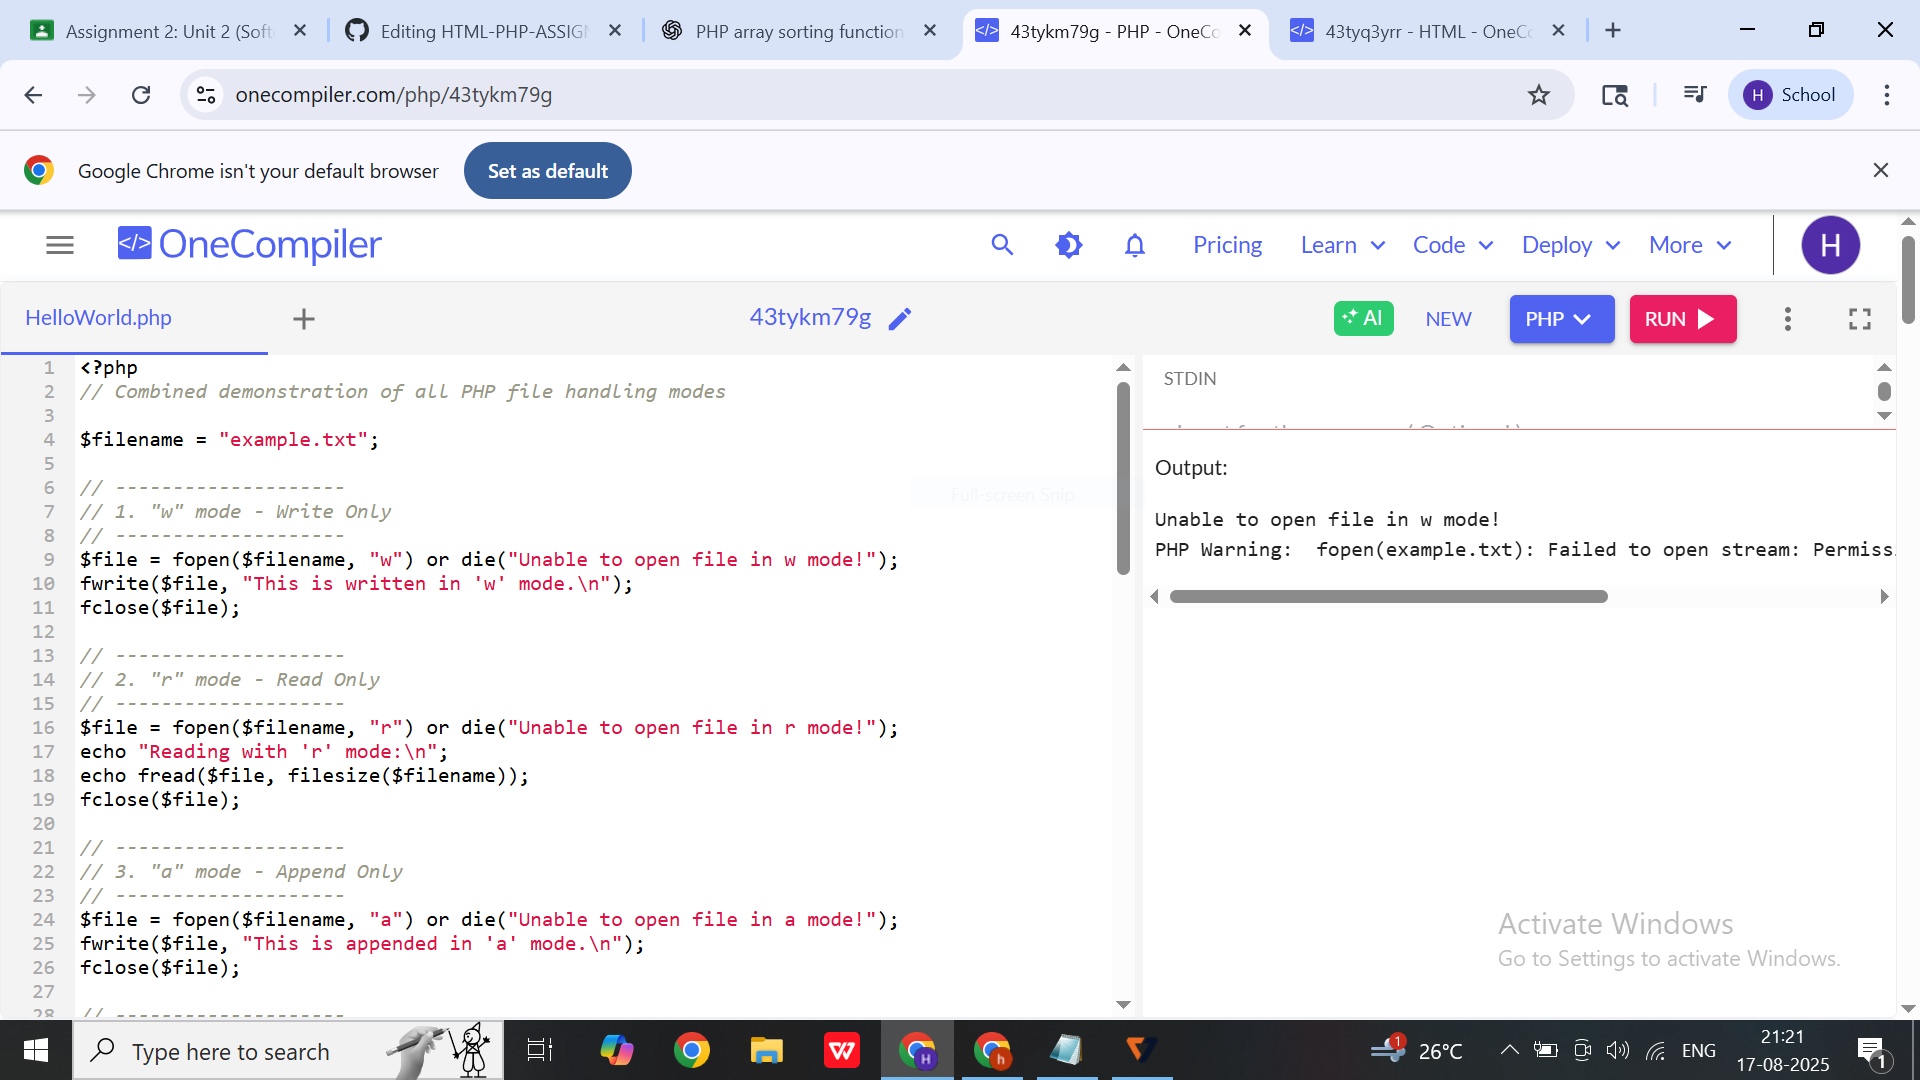 Assignment 2: Unit 2 (Soft
Editing HTML-PHP-ASSIGN
PHP array sorting function
43tykm79g - PHP - OneCo
43tyq3yrr - HTML - OneCo
onecompiler.com/php/43tykm79g
H School
Google Chrome isn't your default browser
Set as default
</> OneCompiler
Pricing
Learn
Code
Deploy
More
H
HelloWorld.php
43tykm79g
AI
NEW
PHP
RUN
1 <?php
2 // Combined demonstration of all PHP file handling modes
3
4 $filename = "example.txt";
5
6 // --------------------
7 // 1. "w" mode - Write Only
8 // --------------------
9 $file = fopen($filename, "w") or die("Unable to open file in w mode!");
10 fwrite($file, "This is written in 'w' mode.\n");
11 fclose($file);
12
13 // --------------------
14 // 2. "r" mode - Read Only
15 // --------------------
16 $file = fopen($filename, "r") or die("Unable to open file in r mode!");
17 echo "Reading with 'r' mode:\n";
18 echo fread($file, filesize($filename));
19 fclose($file);
20
21 // --------------------
22 // 3. "a" mode - Append Only
23 // --------------------
24 $file = fopen($filename, "a") or die("Unable to open file in a mode!");
25 fwrite($file, "This is appended in 'a' mode.\n");
26 fclose($file);
27
28 // --------------------
Full-screen Snip
STDIN
Output:
Unable to open file in w mode!
PHP Warning:  fopen(example.txt): Failed to open stream: Permiss
Activate Windows
Go to Settings to activate Windows.
Type here to search
W
H
h
1
26°C
ENG
21:21
17-08-2025
1